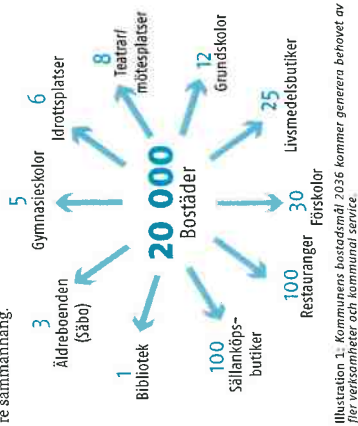 re sammanhang.
5
Gymnasieskolor
6
Idrottsplatser
8
Teatrar/
mötesplatser
12
Grundskolor
25
Livsmedelsbutiker
30
Förskolor
100
Restauranger
100
Sällanköps-
butiker
1
Bibliotek
3
Äldreboenden
(Säbo)
20 000
Bostäder
Illustration 1: Kommunens bostadsmål 2036 kommer generera behovet av
fler verksamheter och kommunal service.